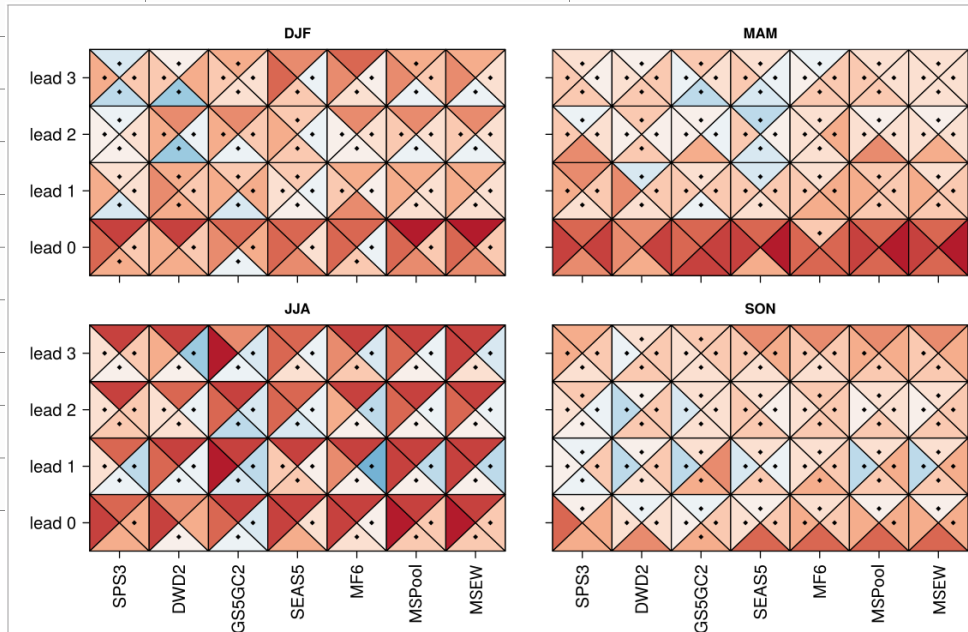 DJF
MAM
lead 3
lead 2
lead 1
lead 0
JJA
SON
lead 3
lead 2
lead 1
lead 0
SPS3
DWD2
GS5GC2
SEAS5
MF6
MSPool
MSEW
SPS3
DWD2
GS5GC2
SEAS5
MF6
MSPool
MSEW